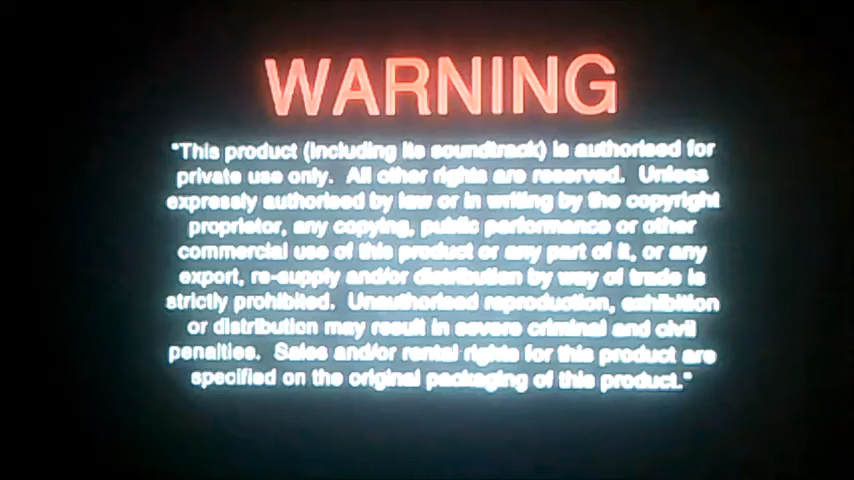 WARNING
"This product (including its soundtrack) is authorised for
private use only. All other rights are reserved. Unless
expressly authorised by law or in writing by the copyright
proprietor, any copying, public performance or other
commercial use of this product or any part of it, or any
export, re-supply and/or distribution by way of trade is
strictly prohibited. Unauthorised reproduction, exhibition
or distribution may result in severe criminal and civil
penalties. Sales and/or rental rights for this product are
specified on the original packaging of this product."